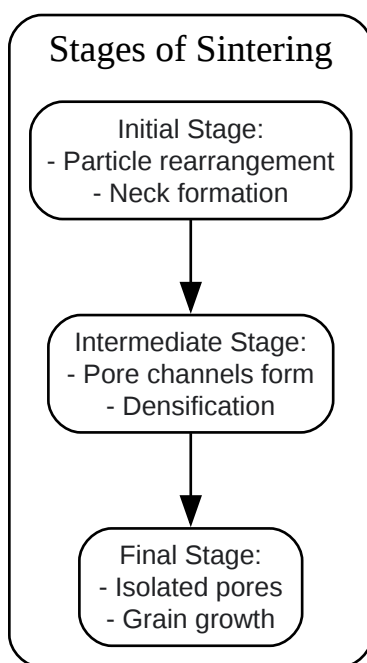 Stages of Sintering
Initial Stage:
- Particle rearrangement
- Neck formation
Intermediate Stage:
- Pore channels form
- Densification
Final Stage:
- Isolated pores
- Grain growth